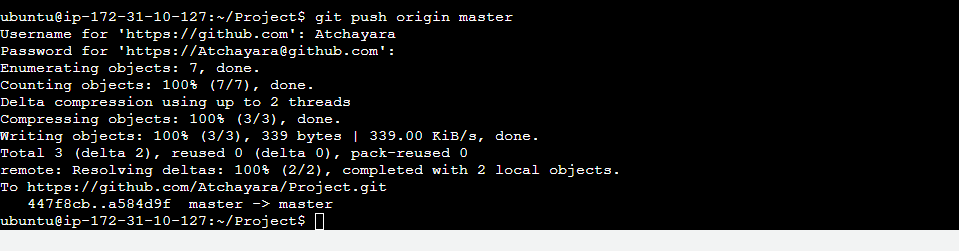 ubuntu@ip-172-31-10-127:~/Project$ git push origin master
Username for 'https://github.com': Atchayara
Password for 'https://Atchayara@github.com':
Enumerating objects: 7, done.
Counting objects: 100% (7/7), done.
Delta compression using up to 2 threads
Compressing objects: 100% (3/3), done.
Writing objects: 100% (3/3), 339 bytes | 339.00 KiB/s, done.
Total 3 (delta 2), reused 0 (delta 0), pack-reused 0
remote: Resolving deltas: 100% (2/2), completed with 2 local objects.
To https://github.com/Atchayara/Project.git
   447f8cb..a584d9f  master -> master
ubuntu@ip-172-31-10-127:~/Project$